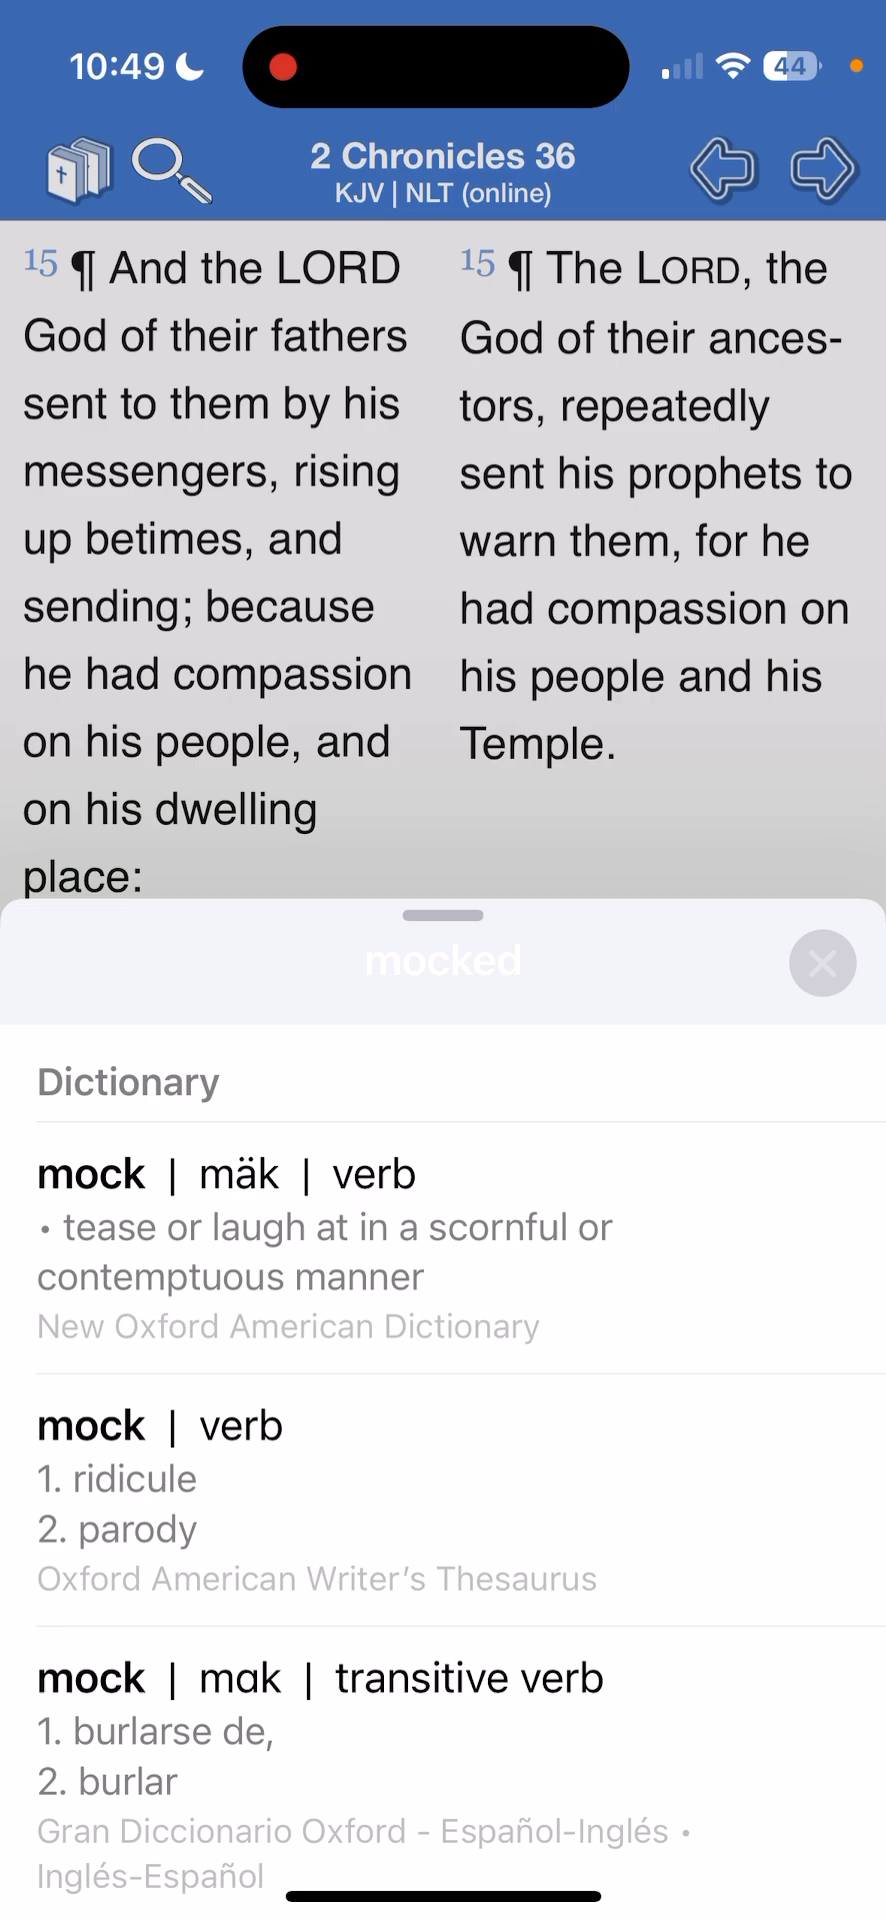 10:49
44
2 Chronicles 36
KJV | NLT (online)
15 ¶ And the LORD
God of their fathers
sent to them by his
messengers, rising
up betimes, and
sending; because
he had compassion
on his people, and
on his dwelling
place:
15 ¶ The LORD, the
God of their ances-
tors, repeatedly
sent his prophets to
warn them, for he
had compassion on
his people and his
Temple.
mocked
Dictionary
mock | mäk | verb
• tease or laugh at in a scornful or
contemptuous manner
New Oxford American Dictionary
mock | verb
1. ridicule
2. parody
Oxford American Writer’s Thesaurus
mock | mɑk | transitive verb
1. burlarse de,
2. burlar
Gran Diccionario Oxford - Español-Inglés •
Inglés-Español